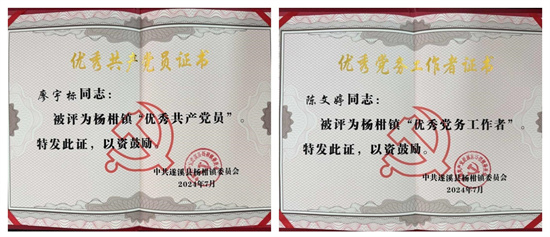 优秀共产党员证书
廖宇标同志：
被评为杨柑镇“优秀共产党员”。
特发此证，以资鼓励。
中共遂溪县杨柑镇委员会
2024年7月
优秀党务工作者证书
陈文婷同志：
被评为杨柑镇“优秀党务工作者”。
特发此证，以资鼓励。
中共遂溪县杨柑镇委员会
2024年7月